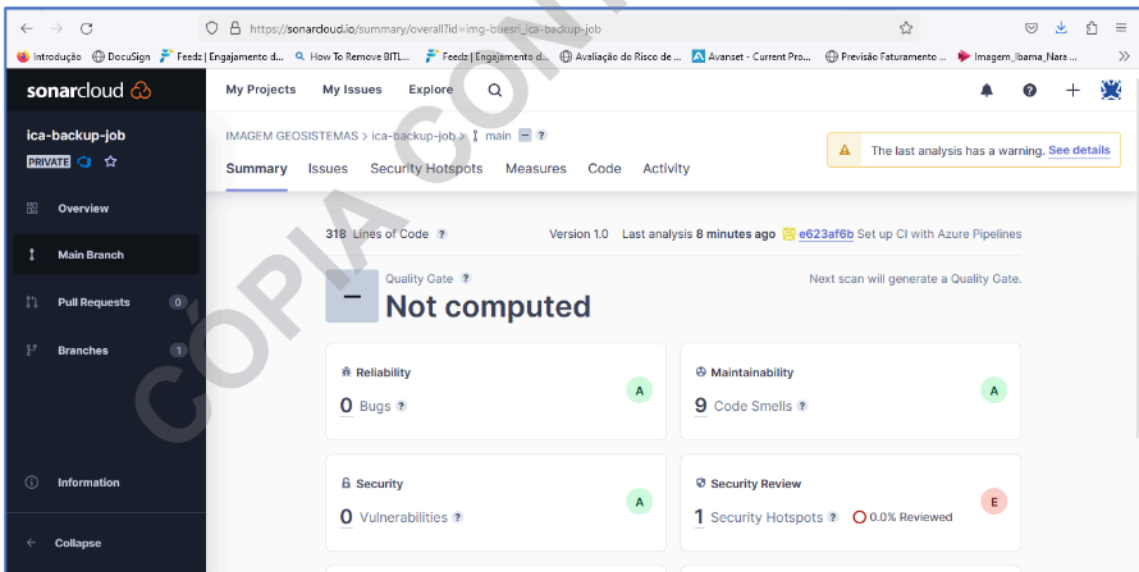 https://sonarcloud.io/summary/overall?id=img-buesri_ica-backup-job
Introdução DocuSign Feedz | Engajamento d... How To Remove BITL... Feedz | Engajamento d... Avaliação do Risco de ... Avanset - Current Pro... Previsão Faturamento ... Imagem_Ibama_Nara ...
sonarcloud My Projects My Issues Explore
ica-backup-job
PRIVATE
IMAGEM GEOSISTEMAS > ica-backup-job > main
The last analysis has a warning. See details
Summary Issues Security Hotspots Measures Code Activity
Overview
Main Branch
Pull Requests 0
Branches 1
Information
Collapse
318 Lines of Code ? Version 1.0 Last analysis 8 minutes ago e623af6b Set up CI with Azure Pipelines
Quality Gate ?
Not computed
Next scan will generate a Quality Gate.
Reliability
0 Bugs ? A
Maintainability
9 Code Smells ? A
Security
0 Vulnerabilities ? A
Security Review
1 Security Hotspots ? 0.0% Reviewed E
CÓPIA CON